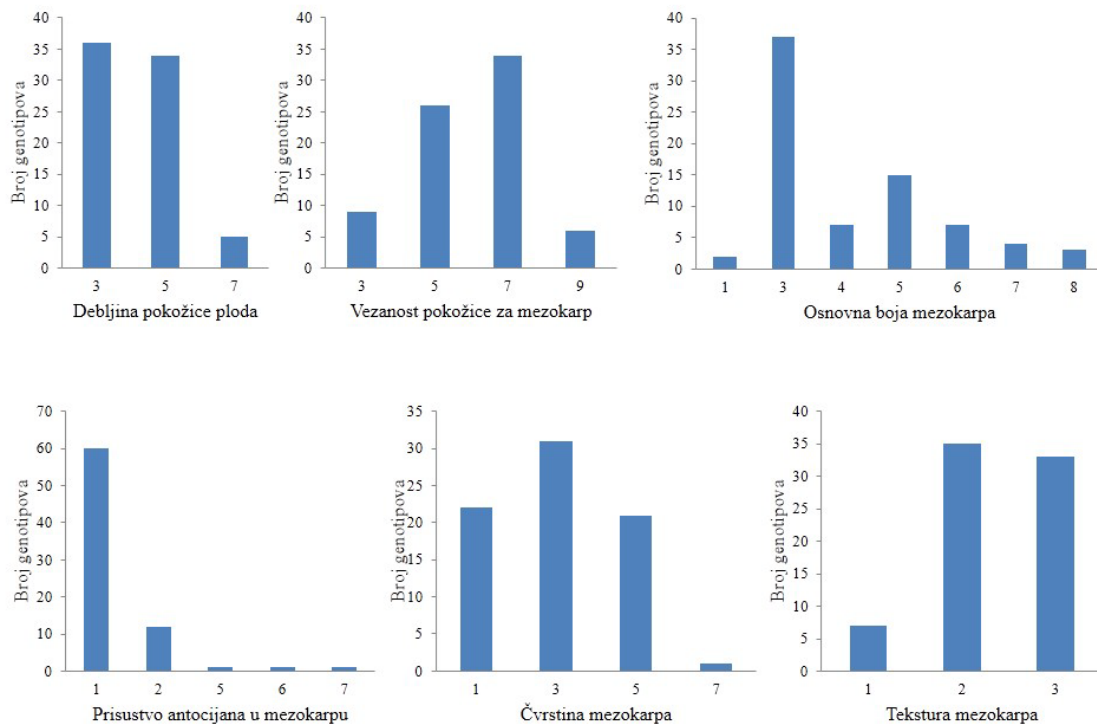 Broj genotipova
40
35
30
25
20
15
10
5
0
3 5 7
Debljina pokožice ploda
Broj genotipova
40
35
30
25
20
15
10
5
0
3 5 7 9
Vezanost pokožice za mezokarp
Broj genotipova
40
35
30
25
20
15
10
5
0
1 3 4 5 6 7 8
Osnovna boja mezokarpa
Broj genotipova
70
60
50
40
30
20
10
0
1 2 5 6 7
Prisustvo antocijana u mezokarpu
Broj genotipova
35
30
25
20
15
10
5
0
1 3 5 7
Čvrstina mezokarpa
Broj genotipova
40
35
30
25
20
15
10
5
0
1 2 3
Tekstura mezokarpa